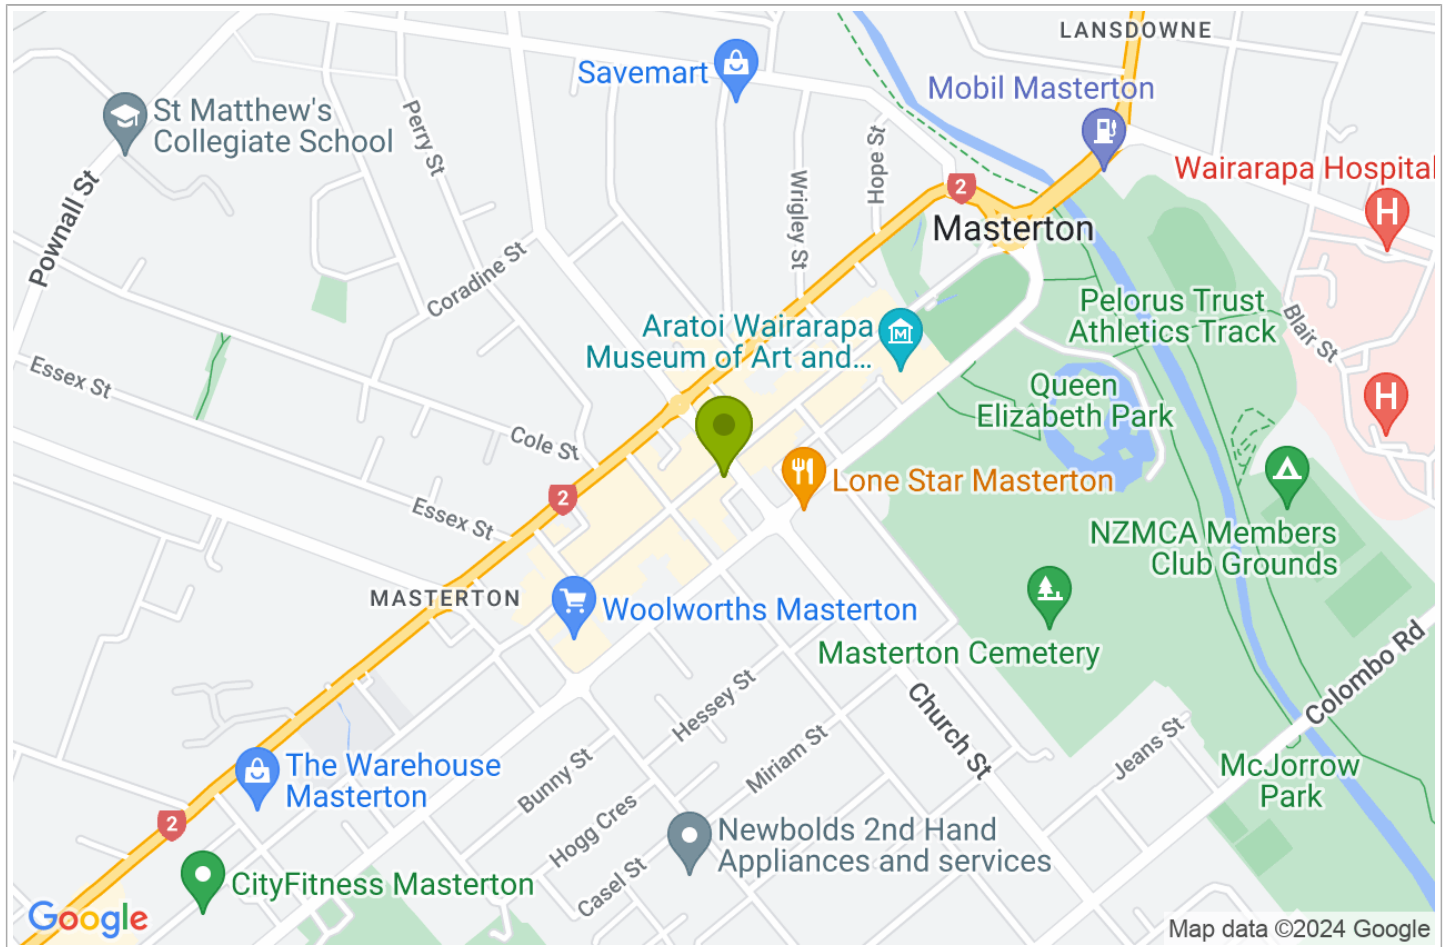 LANSDOWNE
Savemart
Mobil Masterton
St Matthew's
Collegiate School
Perry St
Hope St
Wairarapa Hospital
H
2
Wrigley St
Pownall St
Masterton
Coradine St
Pelorus Trust
Athletics Track
Aratoi Wairarapa
Museum of Art and...
M
Blair St
Essex St
Queen
Elizabeth Park
H
Cole St
Lone Star Masterton
2
Essex St
NZMCA Members
Club Grounds
MASTERTON
Woolworths Masterton
Masterton Cemetery
Colombo Rd
Hessey St
Church St
Jeans St
Miriam St
Bunny St
The Warehouse
Masterton
McJorrow
Park
2
Hogg Cres
Newbolds 2nd Hand
Appliances and services
Casel St
CityFitness Masterton
Google
Map data ©2024 Google